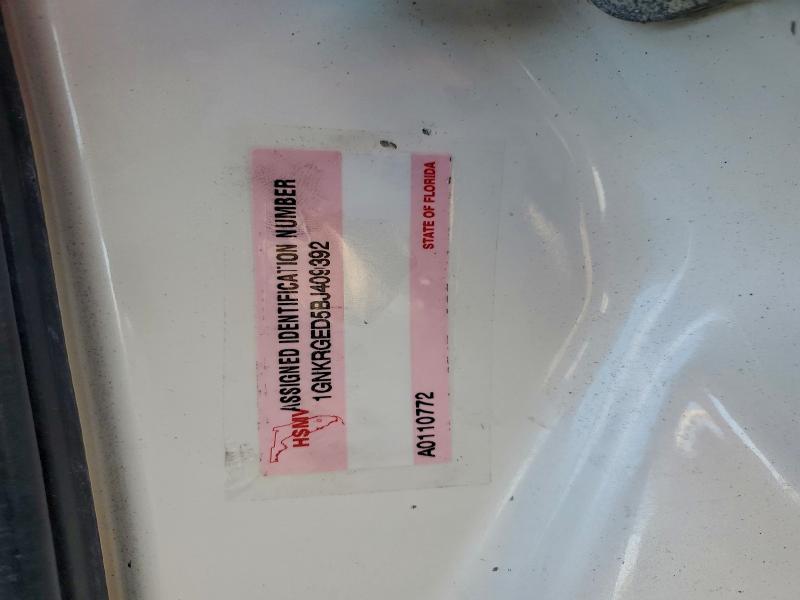 HSMV ASSIGNED IDENTIFICATION NUMBER
1GNKRGED5BJ409392
A0110772 STATE OF FLORIDA